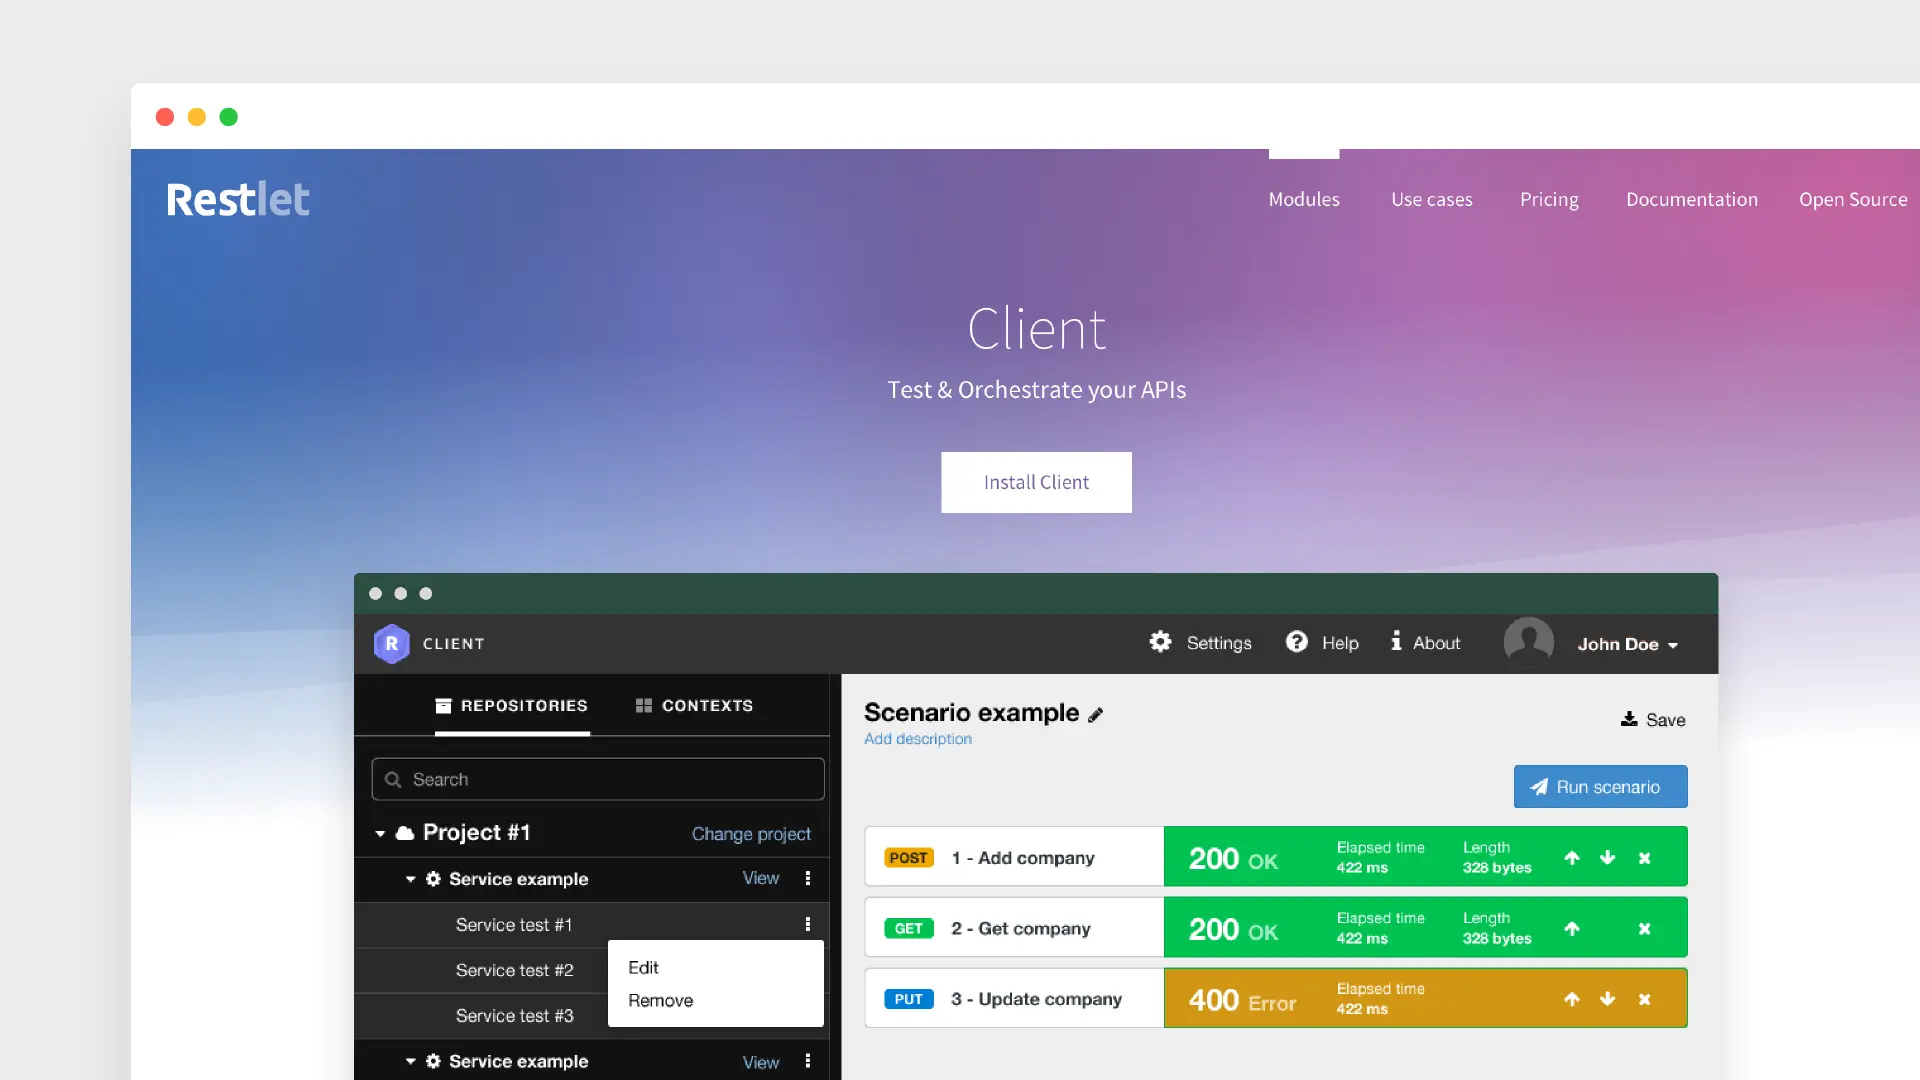 Restlet
Modules
Use cases
Pricing
Documentation
Open Source
Client
Test & Orchestrate your APIs
Install Client
R CLIENT
Settings
Help
About
John Doe
REPOSITORIES
CONTEXTS
Search
Project #1
Change project
Service example
View
Service test #1
Service test #2
Service test #3
Edit
Remove
Service example
View
Scenario example
Add description
Save
Run scenario
POST 1 - Add company 200 OK
Elapsed time
422 ms
Length
328 bytes
GET 2 - Get company 200 OK
Elapsed time
422 ms
Length
328 bytes
PUT 3 - Update company 400 Error
Elapsed time
422 ms